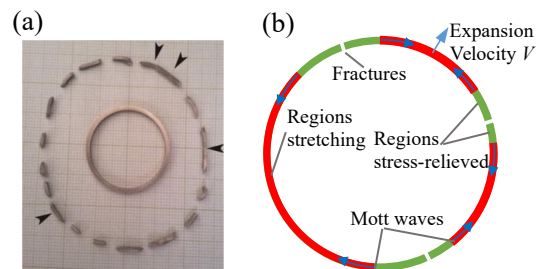 (a)
(b)
Expansion
Velocity V
Fractures
Regions
stretching
Regions
stress-relieved
Mott waves